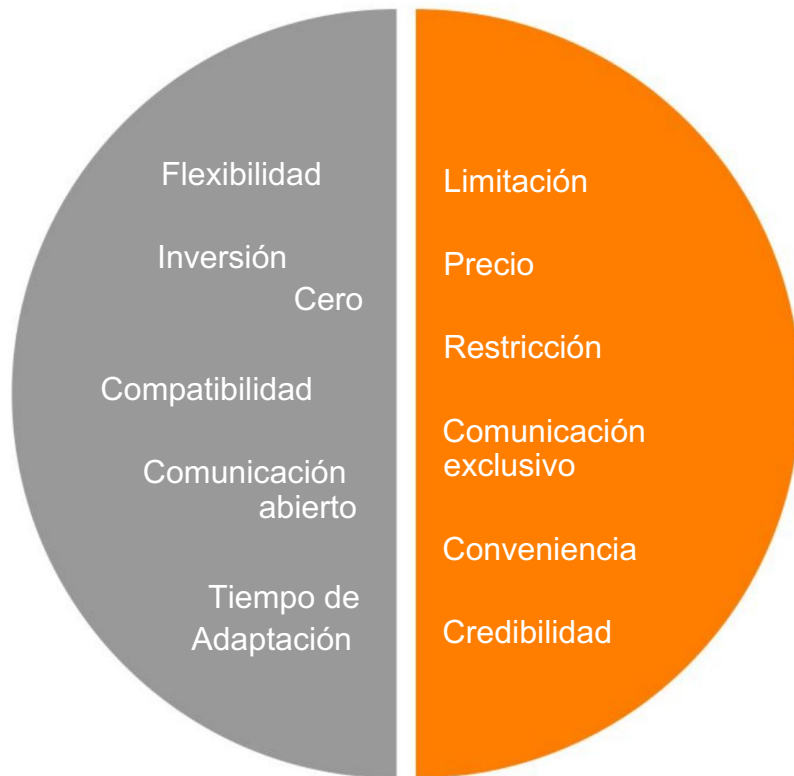 Flexibilidad
Inversión
Cero
Compatibilidad
Comunicación
abierto
Tiempo de
Adaptación
Limitación
Precio
Restricción
Comunicación
exclusivo
Conveniencia
Credibilidad